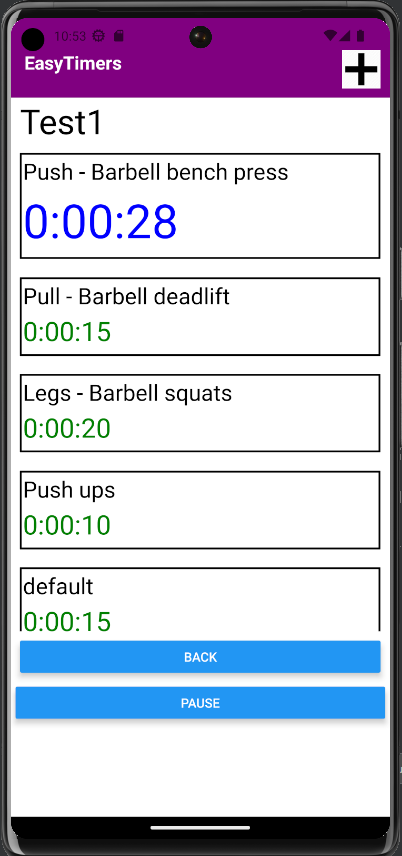 10:53
EasyTimers
Test1
Push - Barbell bench press
0:00:28
Pull - Barbell deadlift
0:00:15
Legs - Barbell squats
0:00:20
Push ups
0:00:10
default
0:00:15
BACK
PAUSE